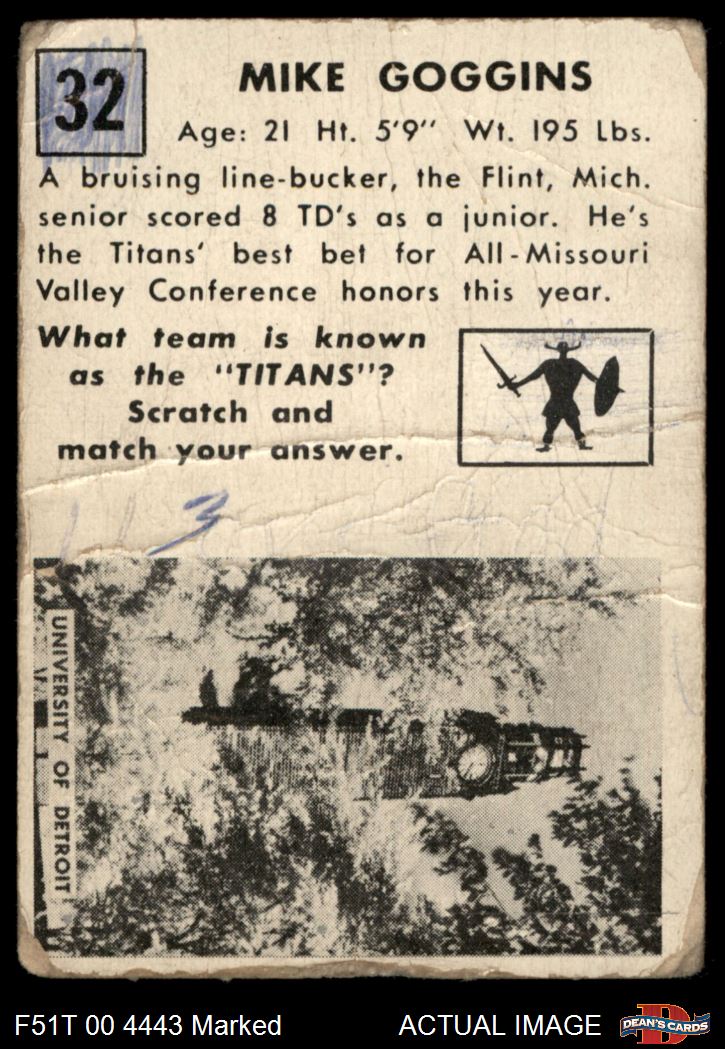 32
MIKE GOGGINS
Age: 21 Ht. 5'9" Wt. 195 Lbs.
A bruising line-bucker, the Flint, Mich.
senior scored 8 TD's as a junior. He's
the Titans' best bet for All-Missouri
Valley Conference honors this year.
What team is known
as the "TITANS"?
Scratch and
match your answer.
3
UNIVERSITY OF DETROIT
F51T 00 4443 Marked
ACTUAL IMAGE
D
DEAN'S CARDS